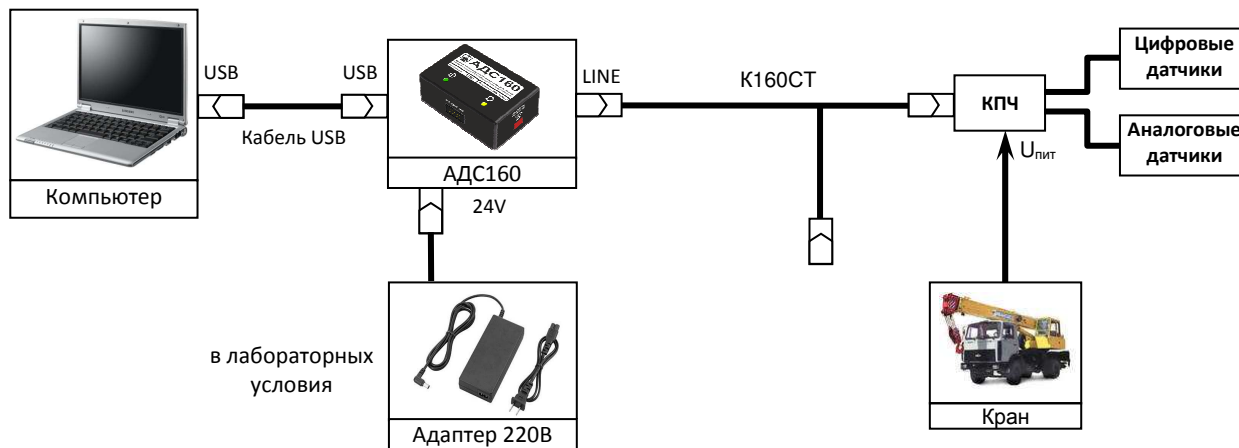 USB
USB
LINE
К160СТ
Цифровые
датчики
КПЧ
Кабель USB
АДС160
Аналоговые
датчики
Uпит
Компьютер
АДС160
24V
в лабораторных
условия
Адаптер 220В
Кран